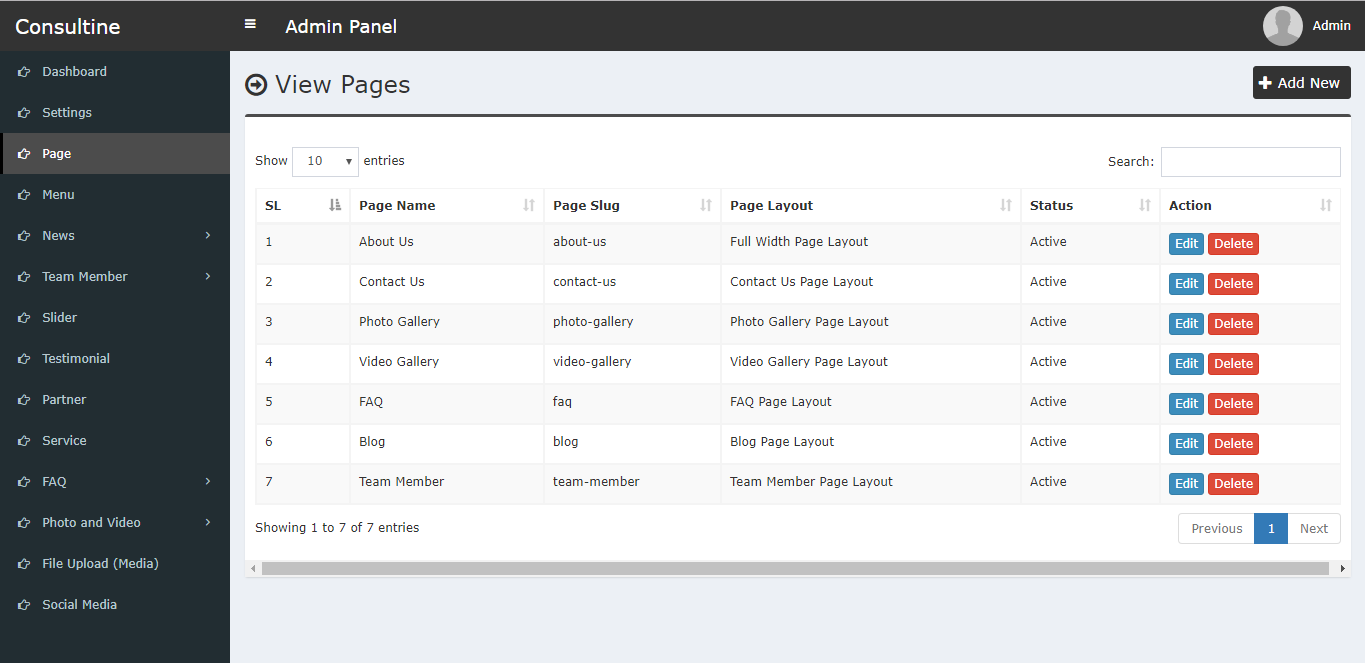 Consultine
Admin Panel
Admin
Dashboard
Settings
Page
Menu
News
Team Member
Slider
Testimonial
Partner
Service
FAQ
Photo and Video
File Upload (Media)
Social Media
View Pages
Add New
Show 10 entries
Search:
SL Page Name Page Slug Page Layout Status Action
1 About Us about-us Full Width Page Layout Active Edit Delete
2 Contact Us contact-us Contact Us Page Layout Active Edit Delete
3 Photo Gallery photo-gallery Photo Gallery Page Layout Active Edit Delete
4 Video Gallery video-gallery Video Gallery Page Layout Active Edit Delete
5 FAQ faq FAQ Page Layout Active Edit Delete
6 Blog blog Blog Page Layout Active Edit Delete
7 Team Member team-member Team Member Page Layout Active Edit Delete
Showing 1 to 7 of 7 entries
Previous 1 Next